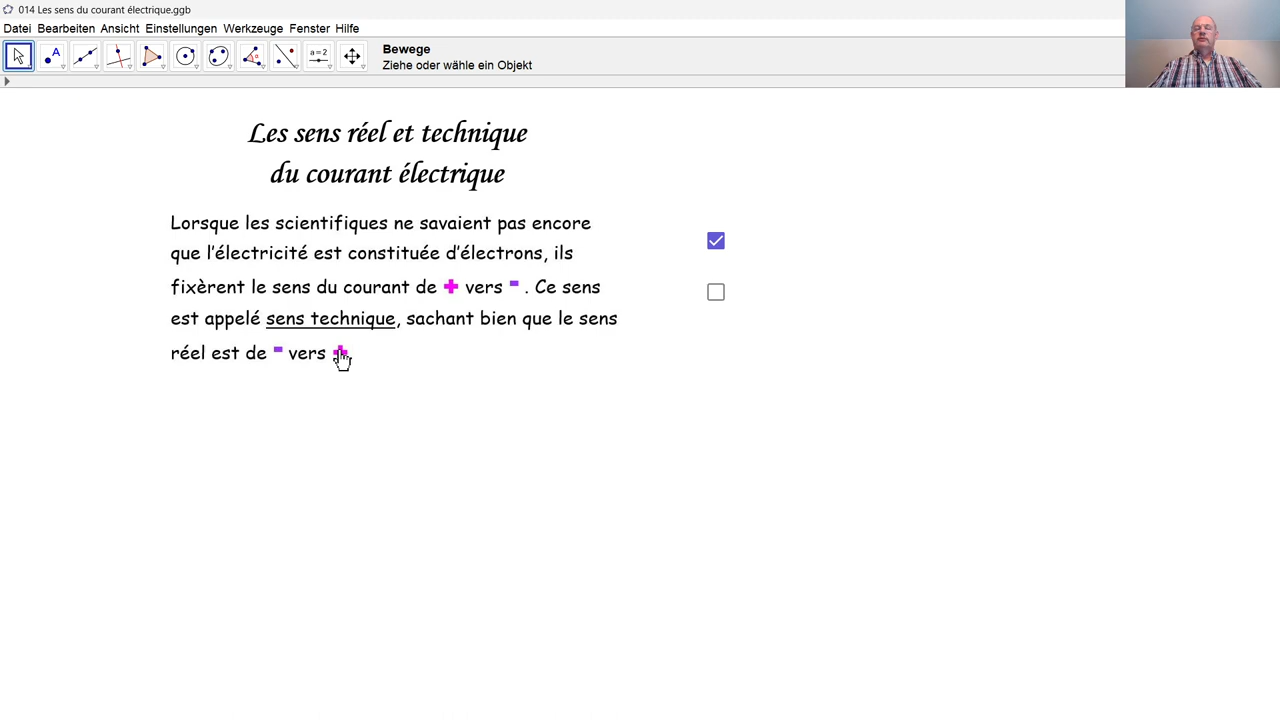 014 Les sens du courant électrique.ggb
Datei Bearbeiten Ansicht Einstellungen Werkzeuge Fenster Hilfe
A
a=2
Bewege
Ziehe oder wähle ein Objekt
Les sens réel et technique
du courant électrique
Lorsque les scientifiques ne savaient pas encore
que l'électricité est constituée d'électrons, ils
fixèrent le sens du courant de + vers - . Ce sens
est appelé sens technique, sachant bien que le sens
réel est de - vers +